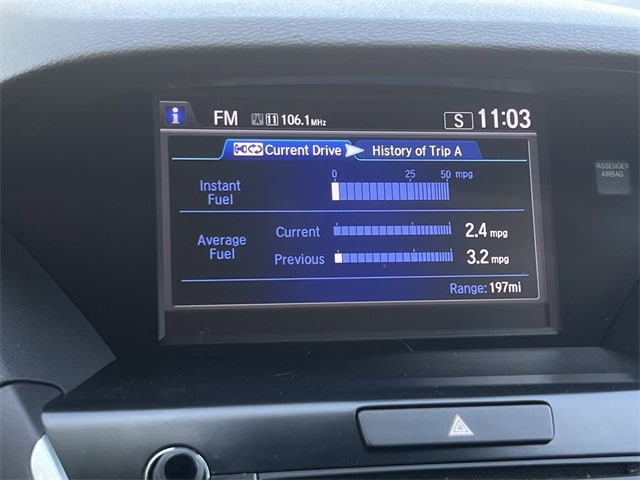 i FM 11 106.1MHz S 11:03
Current Drive History of Trip A
0 25 50 mpg
Instant
Fuel
Average
Fuel
Current 2.4 mpg
Previous 3.2 mpg
Range: 197mi
PASSENGER
AIRBAG